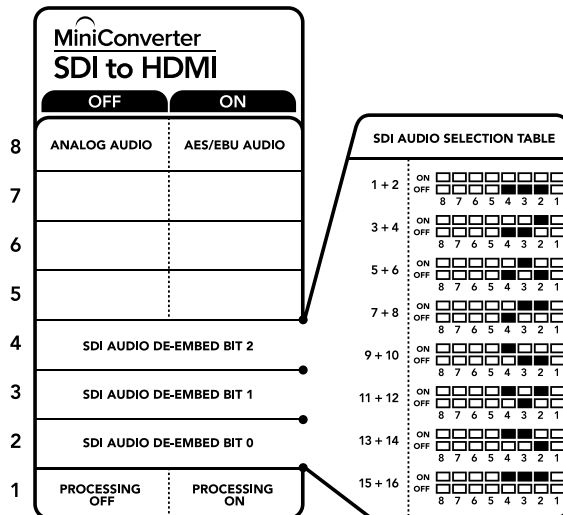 MiniConverter
SDI to HDMI
OFF ON
8 ANALOG AUDIO AES/EBU AUDIO
7
6
5
4 SDI AUDIO DE-EMBED BIT 2
3 SDI AUDIO DE-EMBED BIT 1
2 SDI AUDIO DE-EMBED BIT 0
1 PROCESSING OFF PROCESSING ON
SDI AUDIO SELECTION TABLE
1 + 2 ON
OFF
8 7 6 5 4 3 2 1
3 + 4 ON
OFF
8 7 6 5 4 3 2 1
5 + 6 ON
OFF
8 7 6 5 4 3 2 1
7 + 8 ON
OFF
8 7 6 5 4 3 2 1
9 + 10 ON
OFF
8 7 6 5 4 3 2 1
11 + 12 ON
OFF
8 7 6 5 4 3 2 1
13 + 14 ON
OFF
8 7 6 5 4 3 2 1
15 + 16 ON
OFF
8 7 6 5 4 3 2 1